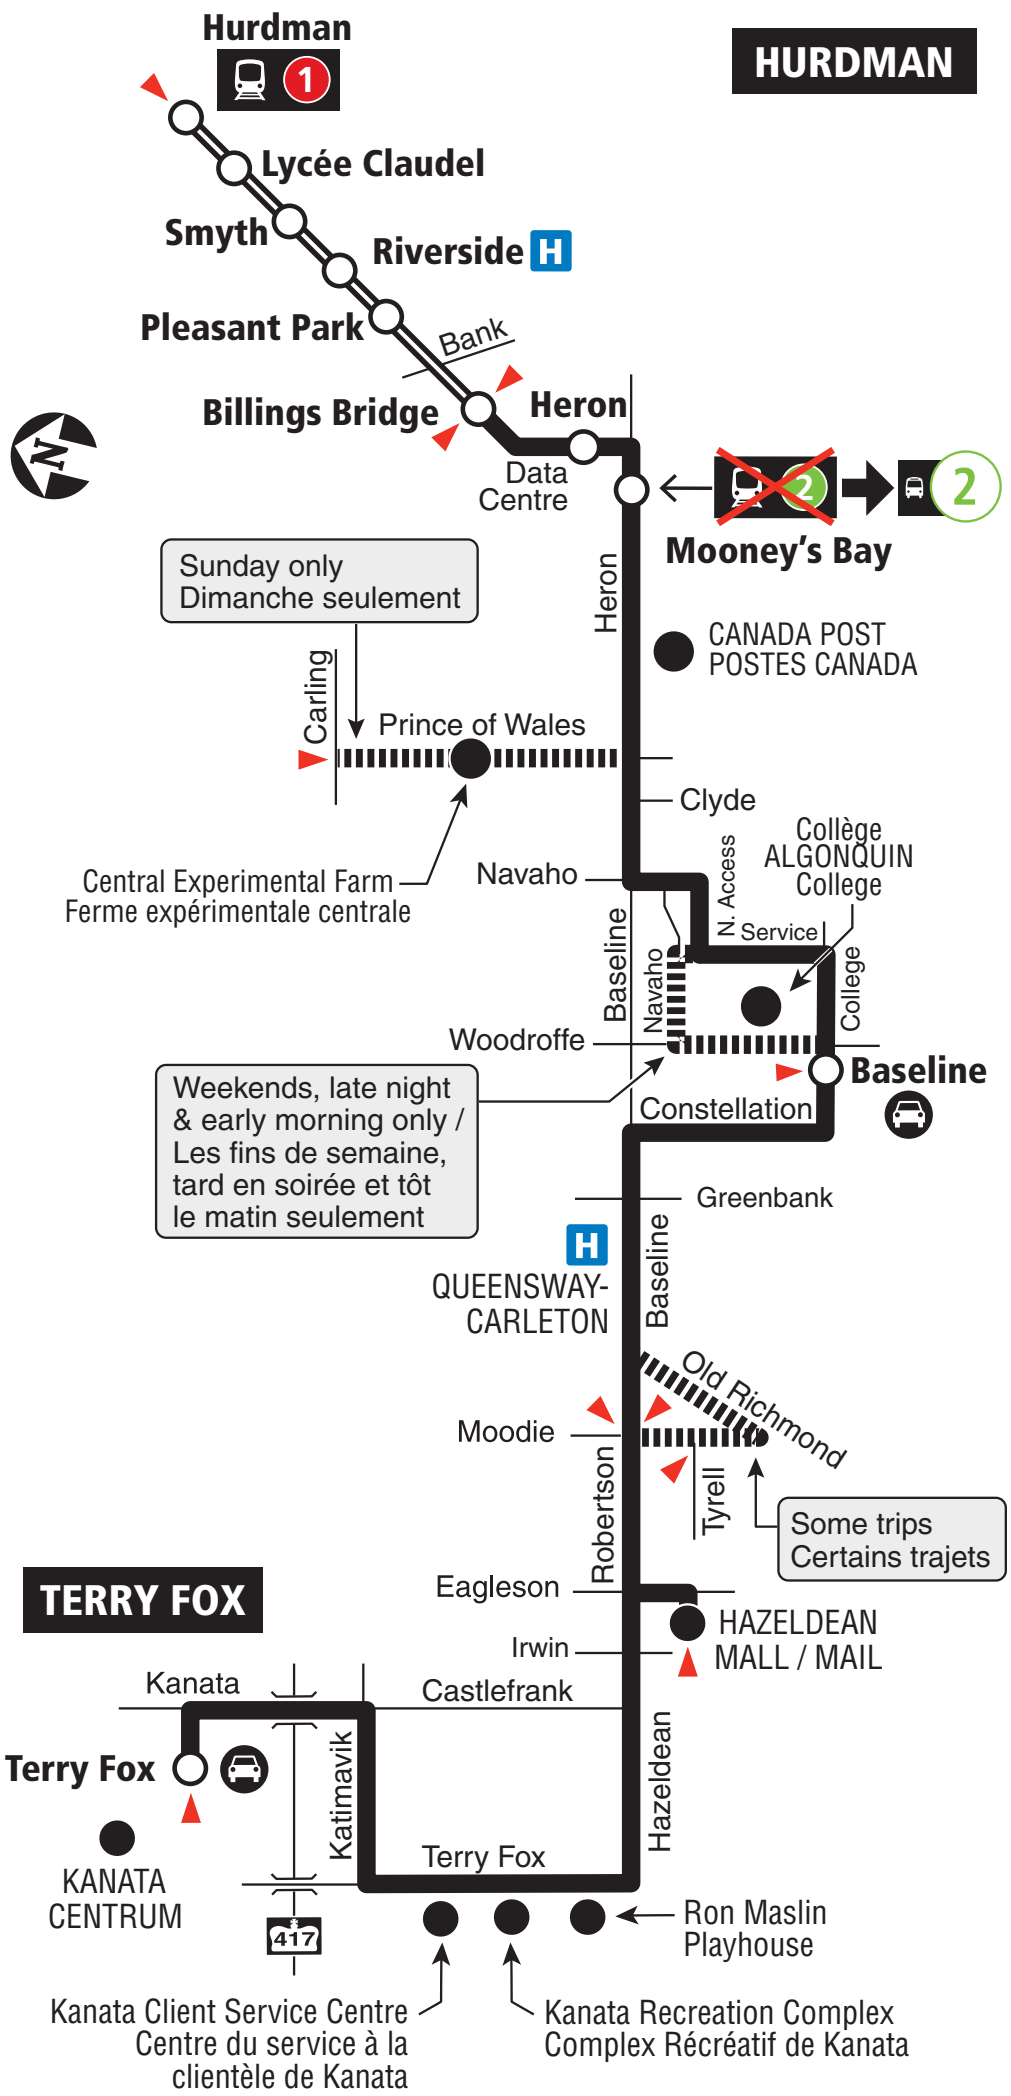 Hurdman
1
HURDMAN
Lycée Claudel
Smyth
Riverside H
Pleasant Park
Bank
Billings Bridge
Heron
N
Data
Centre
2
2
Mooney's Bay
Sunday only
Dimanche seulement
Heron
CANADA POST
POSTES CANADA
Carling
Prince of Wales
Clyde
Collège
ALGONQUIN
College
Central Experimental Farm
Ferme expérimentale centrale
Navaho
N. Access
Service
Baseline
Navaho
College
Woodroffe
Baseline
Weekends, late night
& early morning only /
Les fins de semaine,
tard en soirée et tôt
le matin seulement
Constellation
Greenbank
H
QUEENSWAY-
CARLETON
Baseline
Old Richmond
Moodie
Robertson
Tyrell
Some trips
Certains trajets
Eagleson
TERRY FOX
HAZELDEAN
MALL / MAIL
Irwin
Kanata
Castlefrank
Terry Fox
Katimavik
Hazeldean
Terry Fox
KANATA
CENTRUM
417
Ron Maslin
Playhouse
Kanata Client Service Centre
Centre du service à la
clientèle de Kanata
Kanata Recreation Complex
Complex Récréatif de Kanata